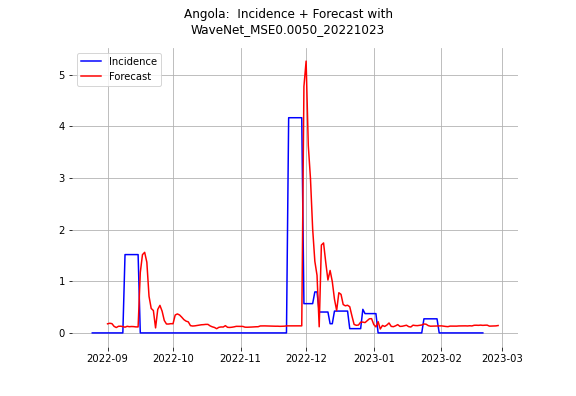 Angola:  Incidence + Forecast with
WaveNet_MSE0.0050_20221023
Incidence
Forecast
5
4
3
2
1
0
2022-09 2022-10 2022-11 2022-12 2023-01 2023-02 2023-03